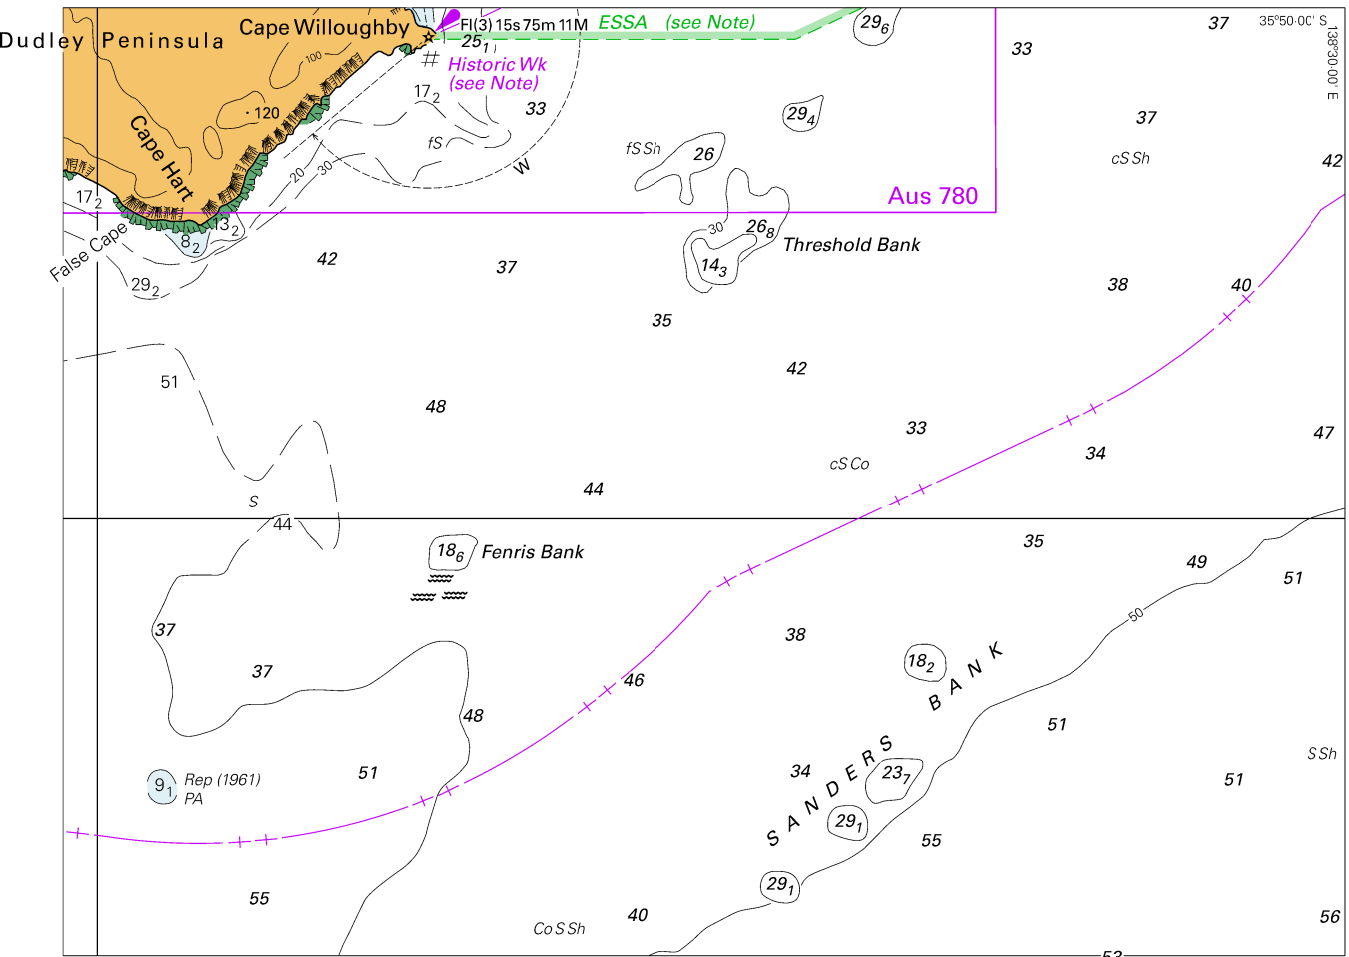 Dudley Peninsula
Cape Willoughby
Fl(3) 15s 75m 11M
ESSA (see Note)
29₆
37
35°50·00' S
138°30·00' E
33
25₁
#
Historic Wk
(see Note)
100
17₂
33
120
29₄
37
Cape Hart
fS
fS Sh
26
cS Sh
42
W
20
30
17₂
Aus 780
13₂
8₂
30
26₈
Threshold Bank
False Cape
42
37
14₃
29₂
38
40
35
51
42
48
33
47
34
cS Co
44
S
44
18₆
Fenris Bank
35
49
51
50
37
38
37
18₂
46
48
51
SANDERS BANK
S Sh
9₁
Rep (1961)
PA
51
34
23₇
51
29₁
55
29₁
55
40
56
Co S Sh
53